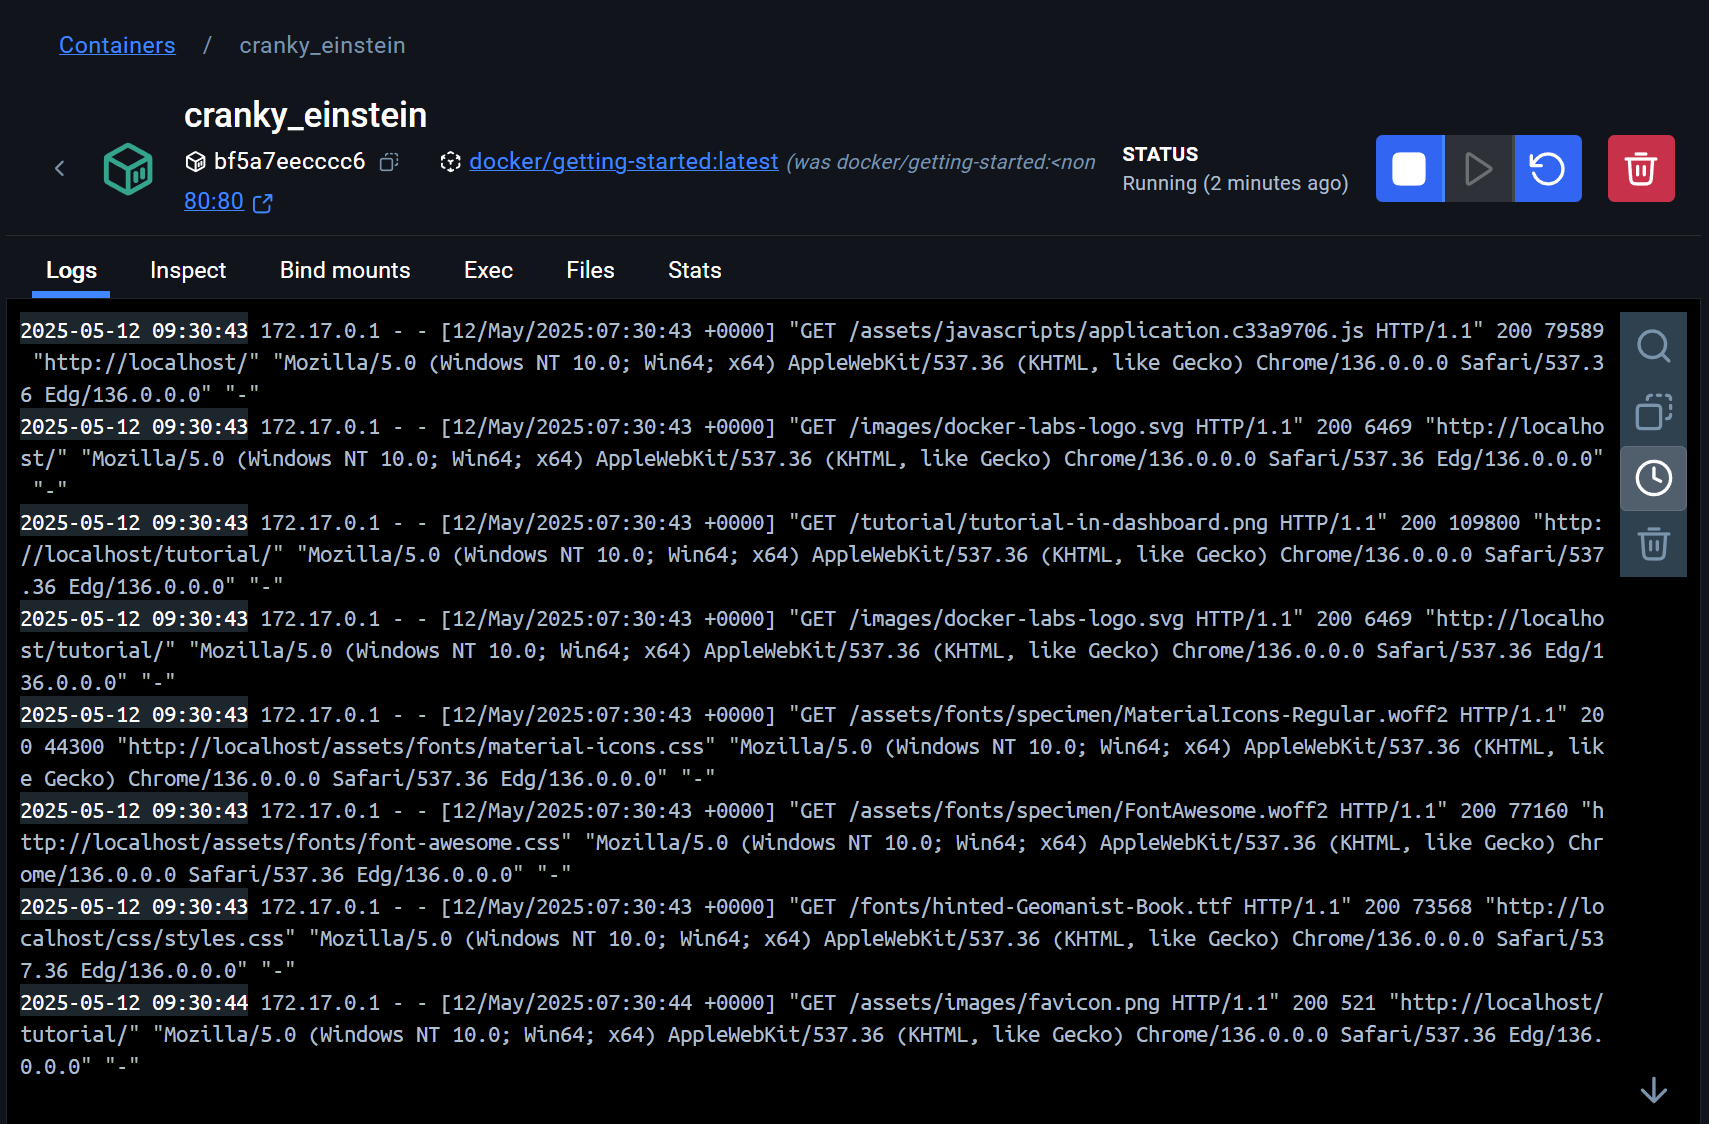 Containers / cranky_einstein
cranky_einstein
bf5a7eecccc6 docker/getting-started:latest (was docker/getting-started:<non
80:80
STATUS
Running (2 minutes ago)
Logs Inspect Bind mounts Exec Files Stats
2025-05-12 09:30:43 172.17.0.1 - - [12/May/2025:07:30:43 +0000] "GET /assets/javascripts/application.c33a9706.js HTTP/1.1" 200 79589
"http://localhost/" "Mozilla/5.0 (Windows NT 10.0; Win64; x64) AppleWebKit/537.36 (KHTML, like Gecko) Chrome/136.0.0.0 Safari/537.3
6 Edg/136.0.0.0" "-"
2025-05-12 09:30:43 172.17.0.1 - - [12/May/2025:07:30:43 +0000] "GET /images/docker-labs-logo.svg HTTP/1.1" 200 6469 "http://localho
st/" "Mozilla/5.0 (Windows NT 10.0; Win64; x64) AppleWebKit/537.36 (KHTML, like Gecko) Chrome/136.0.0.0 Safari/537.36 Edg/136.0.0.0"
"-"
2025-05-12 09:30:43 172.17.0.1 - - [12/May/2025:07:30:43 +0000] "GET /tutorial/tutorial-in-dashboard.png HTTP/1.1" 200 109800 "http:
//localhost/tutorial/" "Mozilla/5.0 (Windows NT 10.0; Win64; x64) AppleWebKit/537.36 (KHTML, like Gecko) Chrome/136.0.0.0 Safari/537
.36 Edg/136.0.0.0" "-"
2025-05-12 09:30:43 172.17.0.1 - - [12/May/2025:07:30:43 +0000] "GET /images/docker-labs-logo.svg HTTP/1.1" 200 6469 "http://localho
st/tutorial/" "Mozilla/5.0 (Windows NT 10.0; Win64; x64) AppleWebKit/537.36 (KHTML, like Gecko) Chrome/136.0.0.0 Safari/537.36 Edg/1
36.0.0.0" "-"
2025-05-12 09:30:43 172.17.0.1 - - [12/May/2025:07:30:43 +0000] "GET /assets/fonts/specimen/MaterialIcons-Regular.woff2 HTTP/1.1" 20
0 44300 "http://localhost/assets/fonts/material-icons.css" "Mozilla/5.0 (Windows NT 10.0; Win64; x64) AppleWebKit/537.36 (KHTML, lik
e Gecko) Chrome/136.0.0.0 Safari/537.36 Edg/136.0.0.0" "-"
2025-05-12 09:30:43 172.17.0.1 - - [12/May/2025:07:30:43 +0000] "GET /assets/fonts/specimen/FontAwesome.woff2 HTTP/1.1" 200 77160 "h
ttp://localhost/assets/fonts/font-awesome.css" "Mozilla/5.0 (Windows NT 10.0; Win64; x64) AppleWebKit/537.36 (KHTML, like Gecko) Chr
ome/136.0.0.0 Safari/537.36 Edg/136.0.0.0" "-"
2025-05-12 09:30:43 172.17.0.1 - - [12/May/2025:07:30:43 +0000] "GET /fonts/hinted-Geomanist-Book.ttf HTTP/1.1" 200 73568 "http://lo
calhost/css/styles.css" "Mozilla/5.0 (Windows NT 10.0; Win64; x64) AppleWebKit/537.36 (KHTML, like Gecko) Chrome/136.0.0.0 Safari/53
7.36 Edg/136.0.0.0" "-"
2025-05-12 09:30:44 172.17.0.1 - - [12/May/2025:07:30:44 +0000] "GET /assets/images/favicon.png HTTP/1.1" 200 521 "http://localhost/
tutorial/" "Mozilla/5.0 (Windows NT 10.0; Win64; x64) AppleWebKit/537.36 (KHTML, like Gecko) Chrome/136.0.0.0 Safari/537.36 Edg/136.
0.0.0" "-"